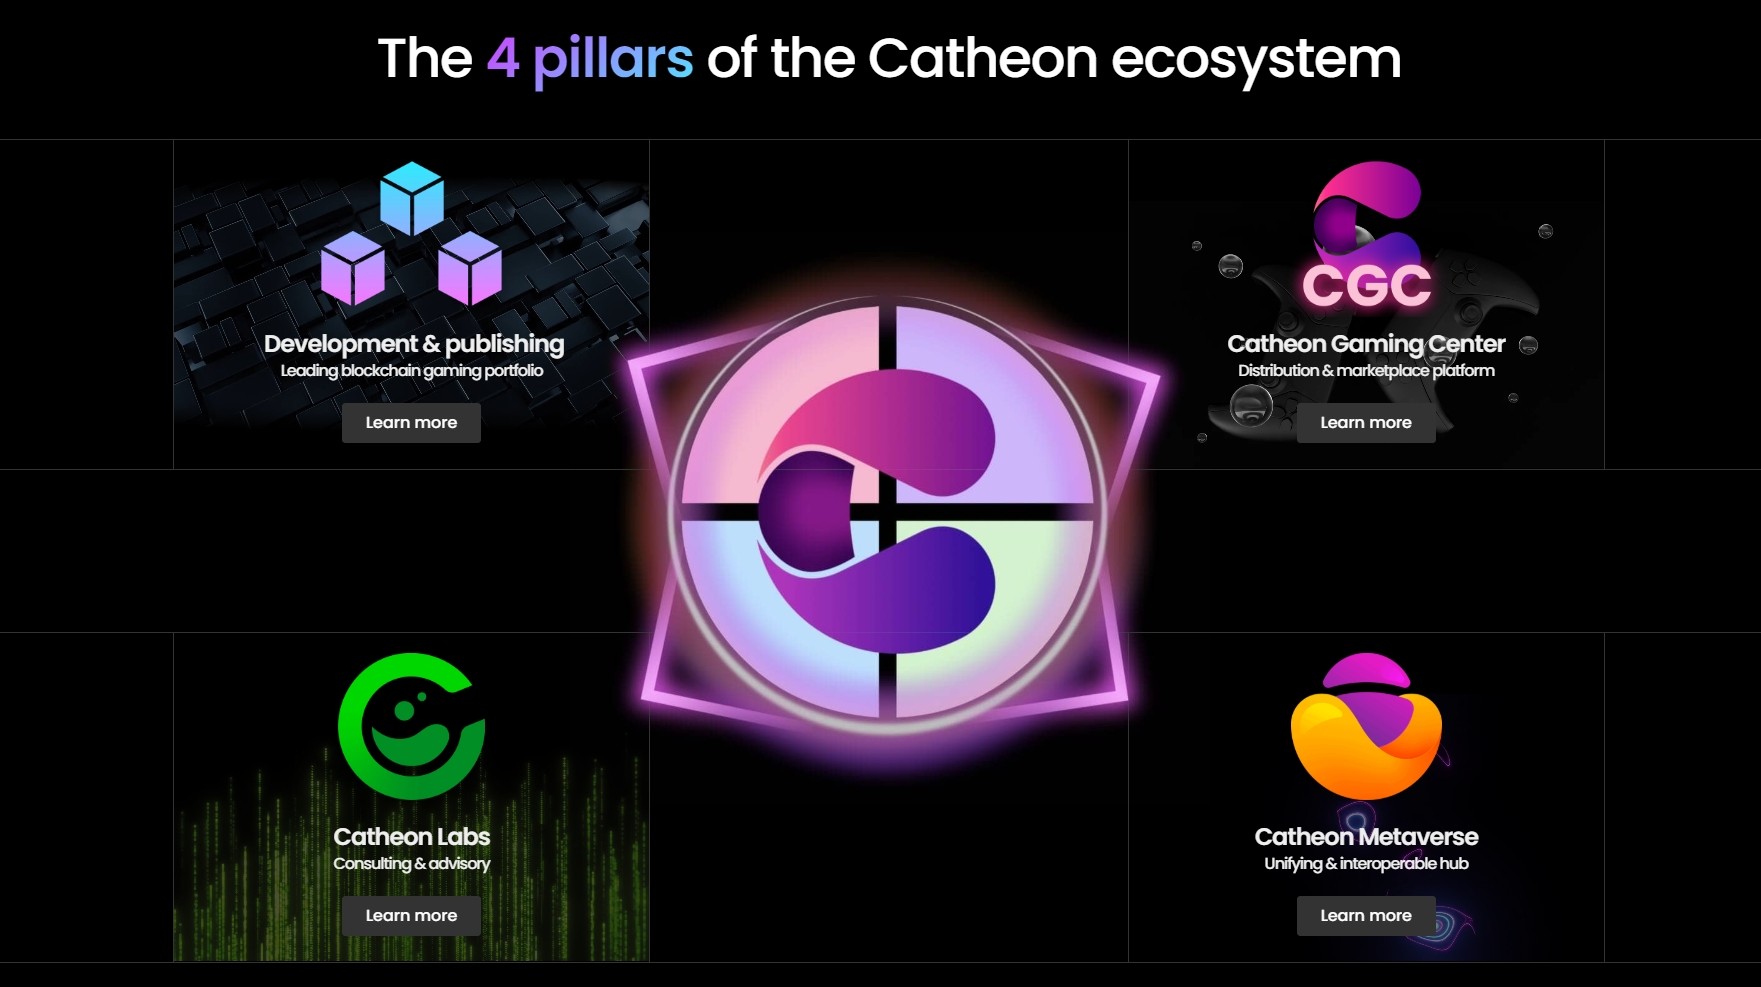 The 4 pillars of the Catheon ecosystem
Development & publishing
Leading blockchain gaming portfolio
Learn more
CGC
Catheon Gaming Center
Distribution & marketplace platform
Learn more
Catheon Labs
Consulting & advisory
Learn more
Catheon Metaverse
Unifying & interoperable hub
Learn more